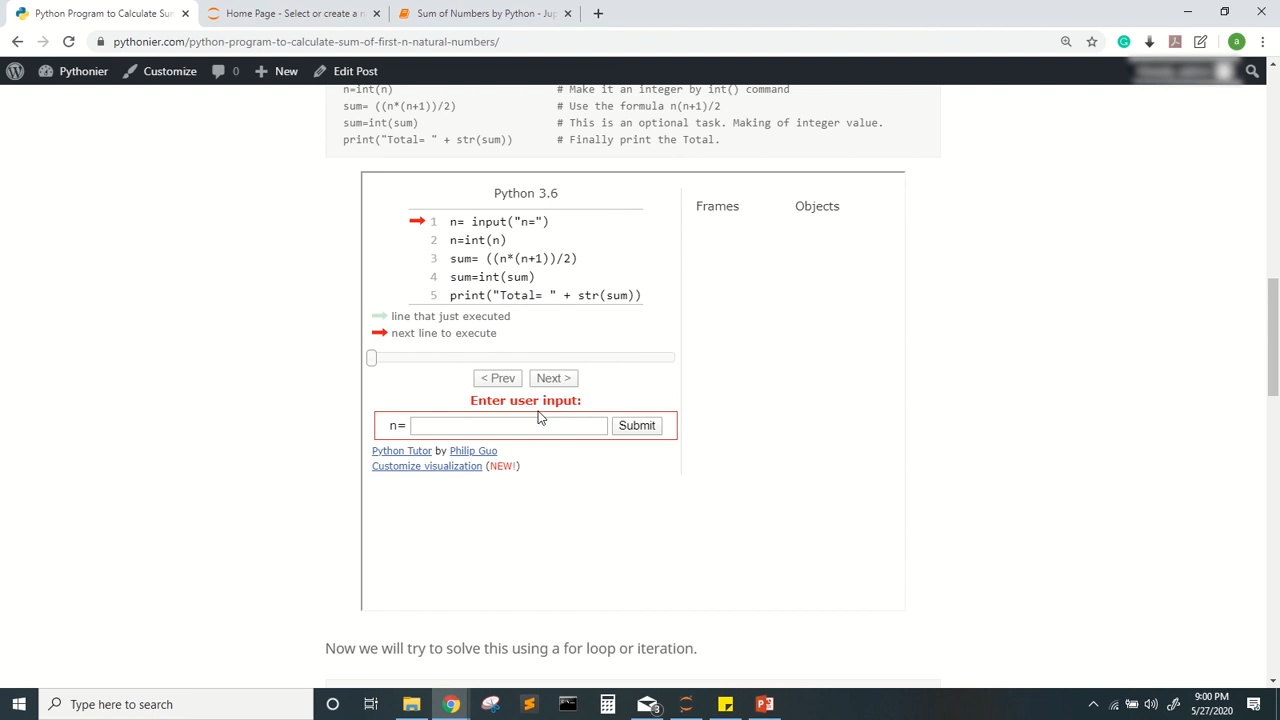 Python Program to Calculate Sum
Home Page - Select or create a n
Sum of Numbers by Python - Jup
pythonier.com/python-program-to-calculate-sum-of-first-n-natural-numbers/
a
Pythonier
Customize
0
New
Edit Post
n=int(n) # Make it an integer by int() command
sum= ((n*(n+1))/2) # Use the formula n(n+1)/2
sum=int(sum) # This is an optional task. Making of integer value.
print("Total= " + str(sum)) # Finally print the Total.
Python 3.6
Frames
Objects
1 n= input("n=")
2 n=int(n)
3 sum= ((n*(n+1))/2)
4 sum=int(sum)
5 print("Total= " + str(sum))
line that just executed
next line to execute
< Prev
Next >
Enter user input:
n=
Submit
Python Tutor by Philip Guo
Customize visualization (NEW!)
Now we will try to solve this using a for loop or iteration.
Type here to search
3
9:00 PM
5/27/2020